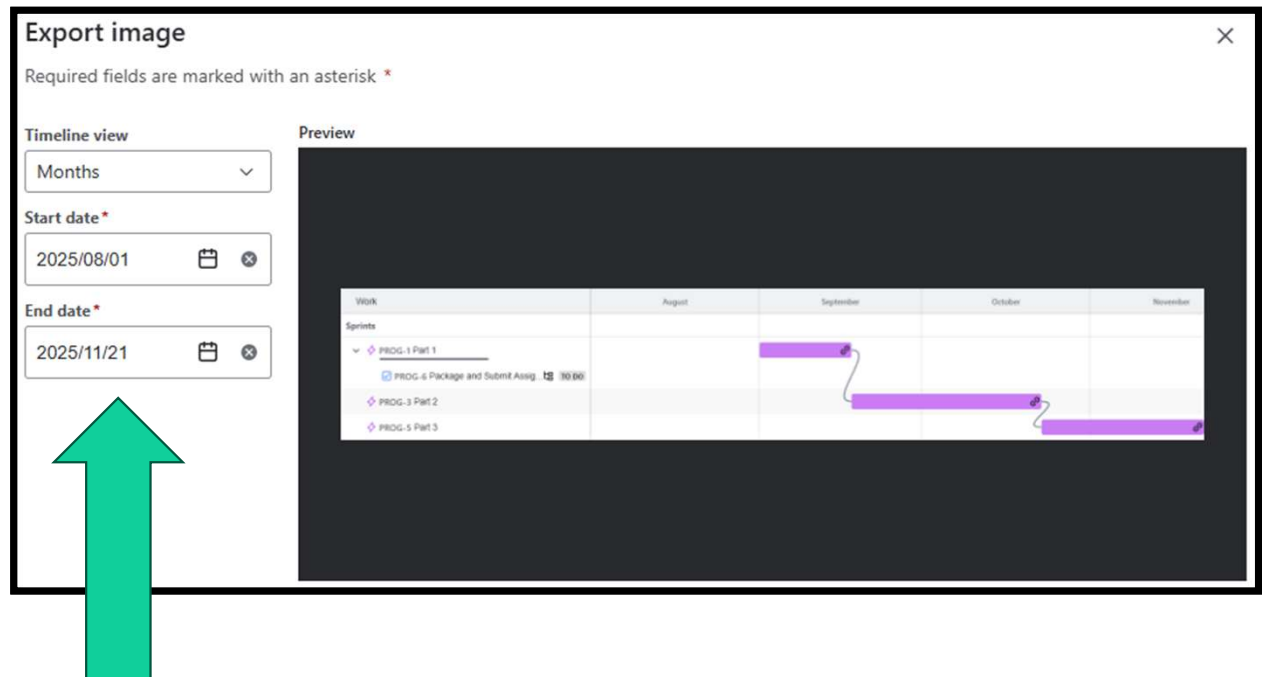 Export image
Required fields are marked with an asterisk *
Timeline view
Months
Start date*
2025/08/01
End date*
2025/11/21
Preview
Work August September October November
Sprints
PROG-1 Part 1
PROG-6 Package and Submit Assig... TO DO
PROG-3 Part 2
PROG-5 Part 3